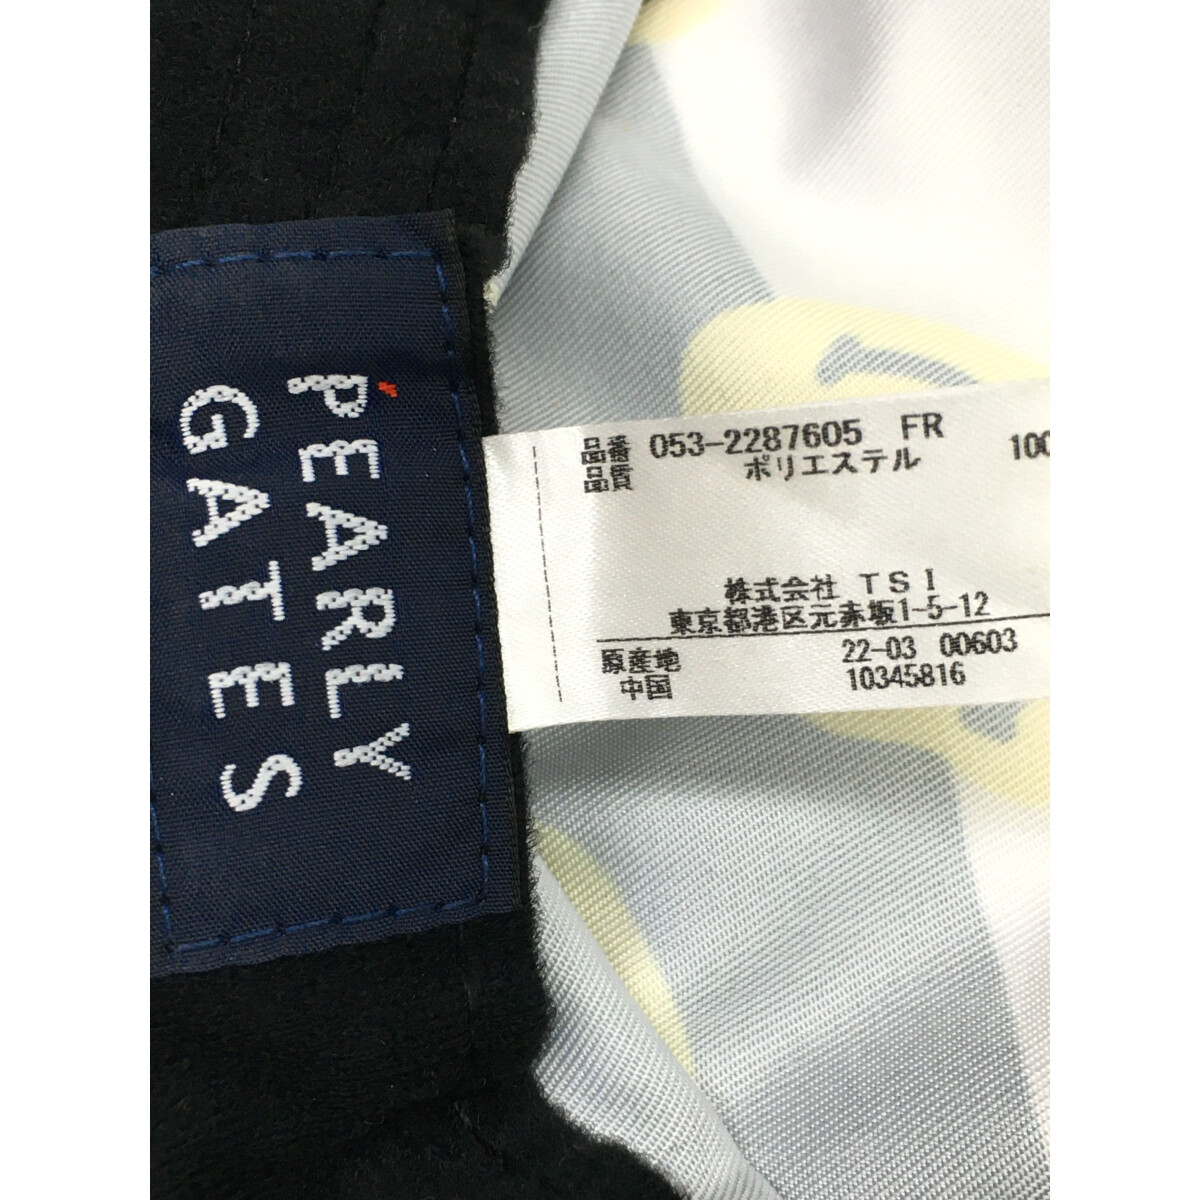 PEARLY
GATES
品番 053-2287605 FR
品質 ポリエステル 100
株式会社 TSI
東京都港区元赤坂1-5-12
原産地 22-03 00603
中国 10345816